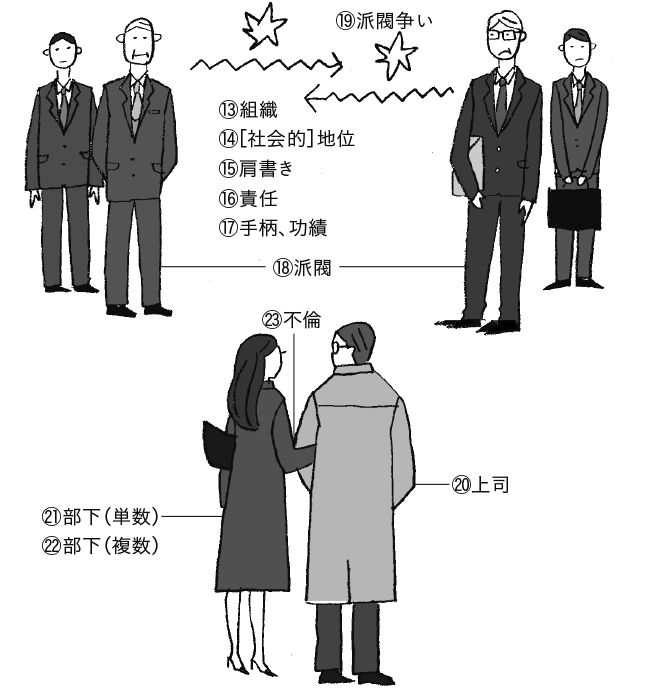 ⑲派閥争い
⑬組織
⑭[社会的]地位
⑮肩書き
⑯責任
⑰手柄、功績
⑱派閥
㉓不倫
⑳上司
㉑部下(単数)
㉒部下(複数)